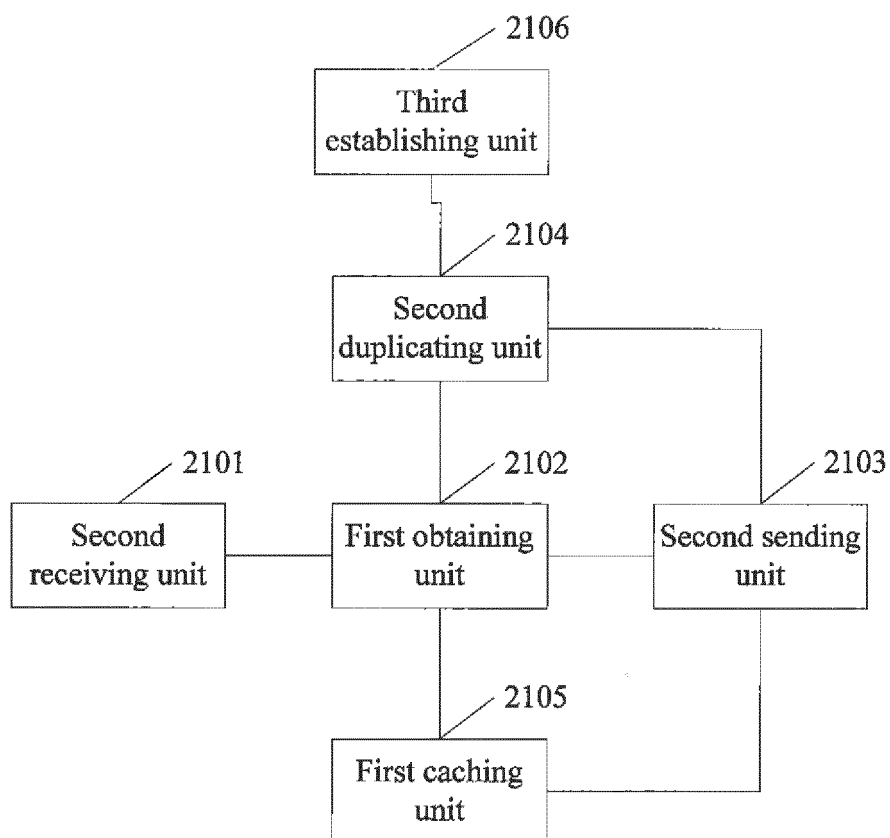 2106
Third
establishing unit
2104
Second
duplicating unit
2101
2102
2103
Second
receiving unit
First obtaining
unit
Second sending
unit
2105
First caching
unit